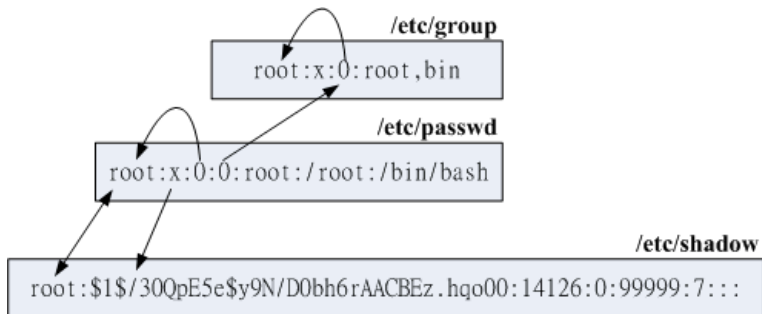 /etc/group
root:x:0:root,bin
/etc/passwd
root:x:0:0:root:/root:/bin/bash
/etc/shadow
root:$1$/30QpE5e$y9N/D0bh6rAACBEz.hqo00:14126:0:99999:7:::